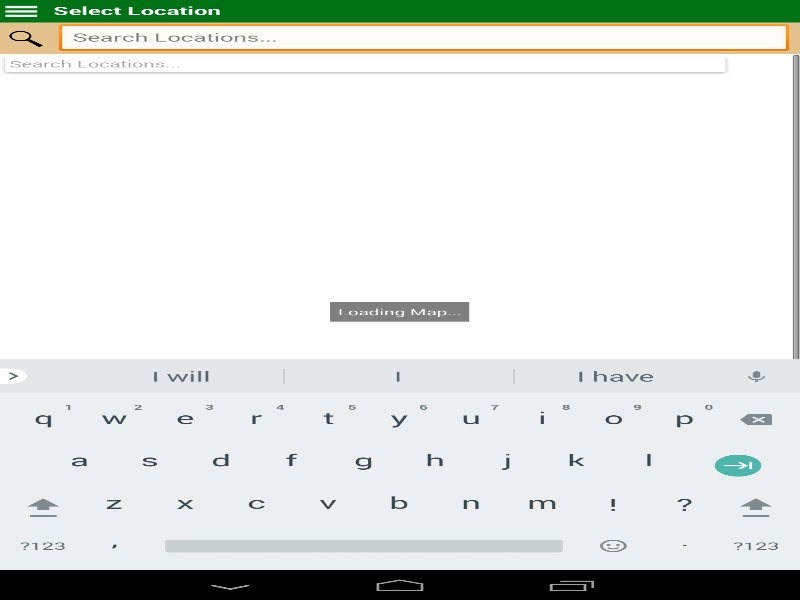 Select Location
Search Locations...
Search Locations...
Loading Map...
I will I I have
1 2 3 4 5 6 7 8 9 0
q w e r t y u i o p
a s d f g h j k l
z x c v b n m ! ?
?123 , . ?123